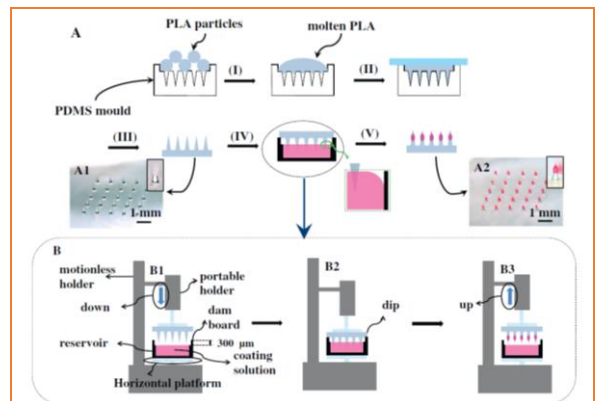 A
PLA particles
molten PLA
(I)
(II)
PDMS mould
(III)
(IV)
(V)
A1
1 mm
A2
1 mm
B
B1
motionless
holder
portable
holder
down
dam
board
reservoir
300 μm
coating
solution
Horizontal platform
B2
dip
B3
up